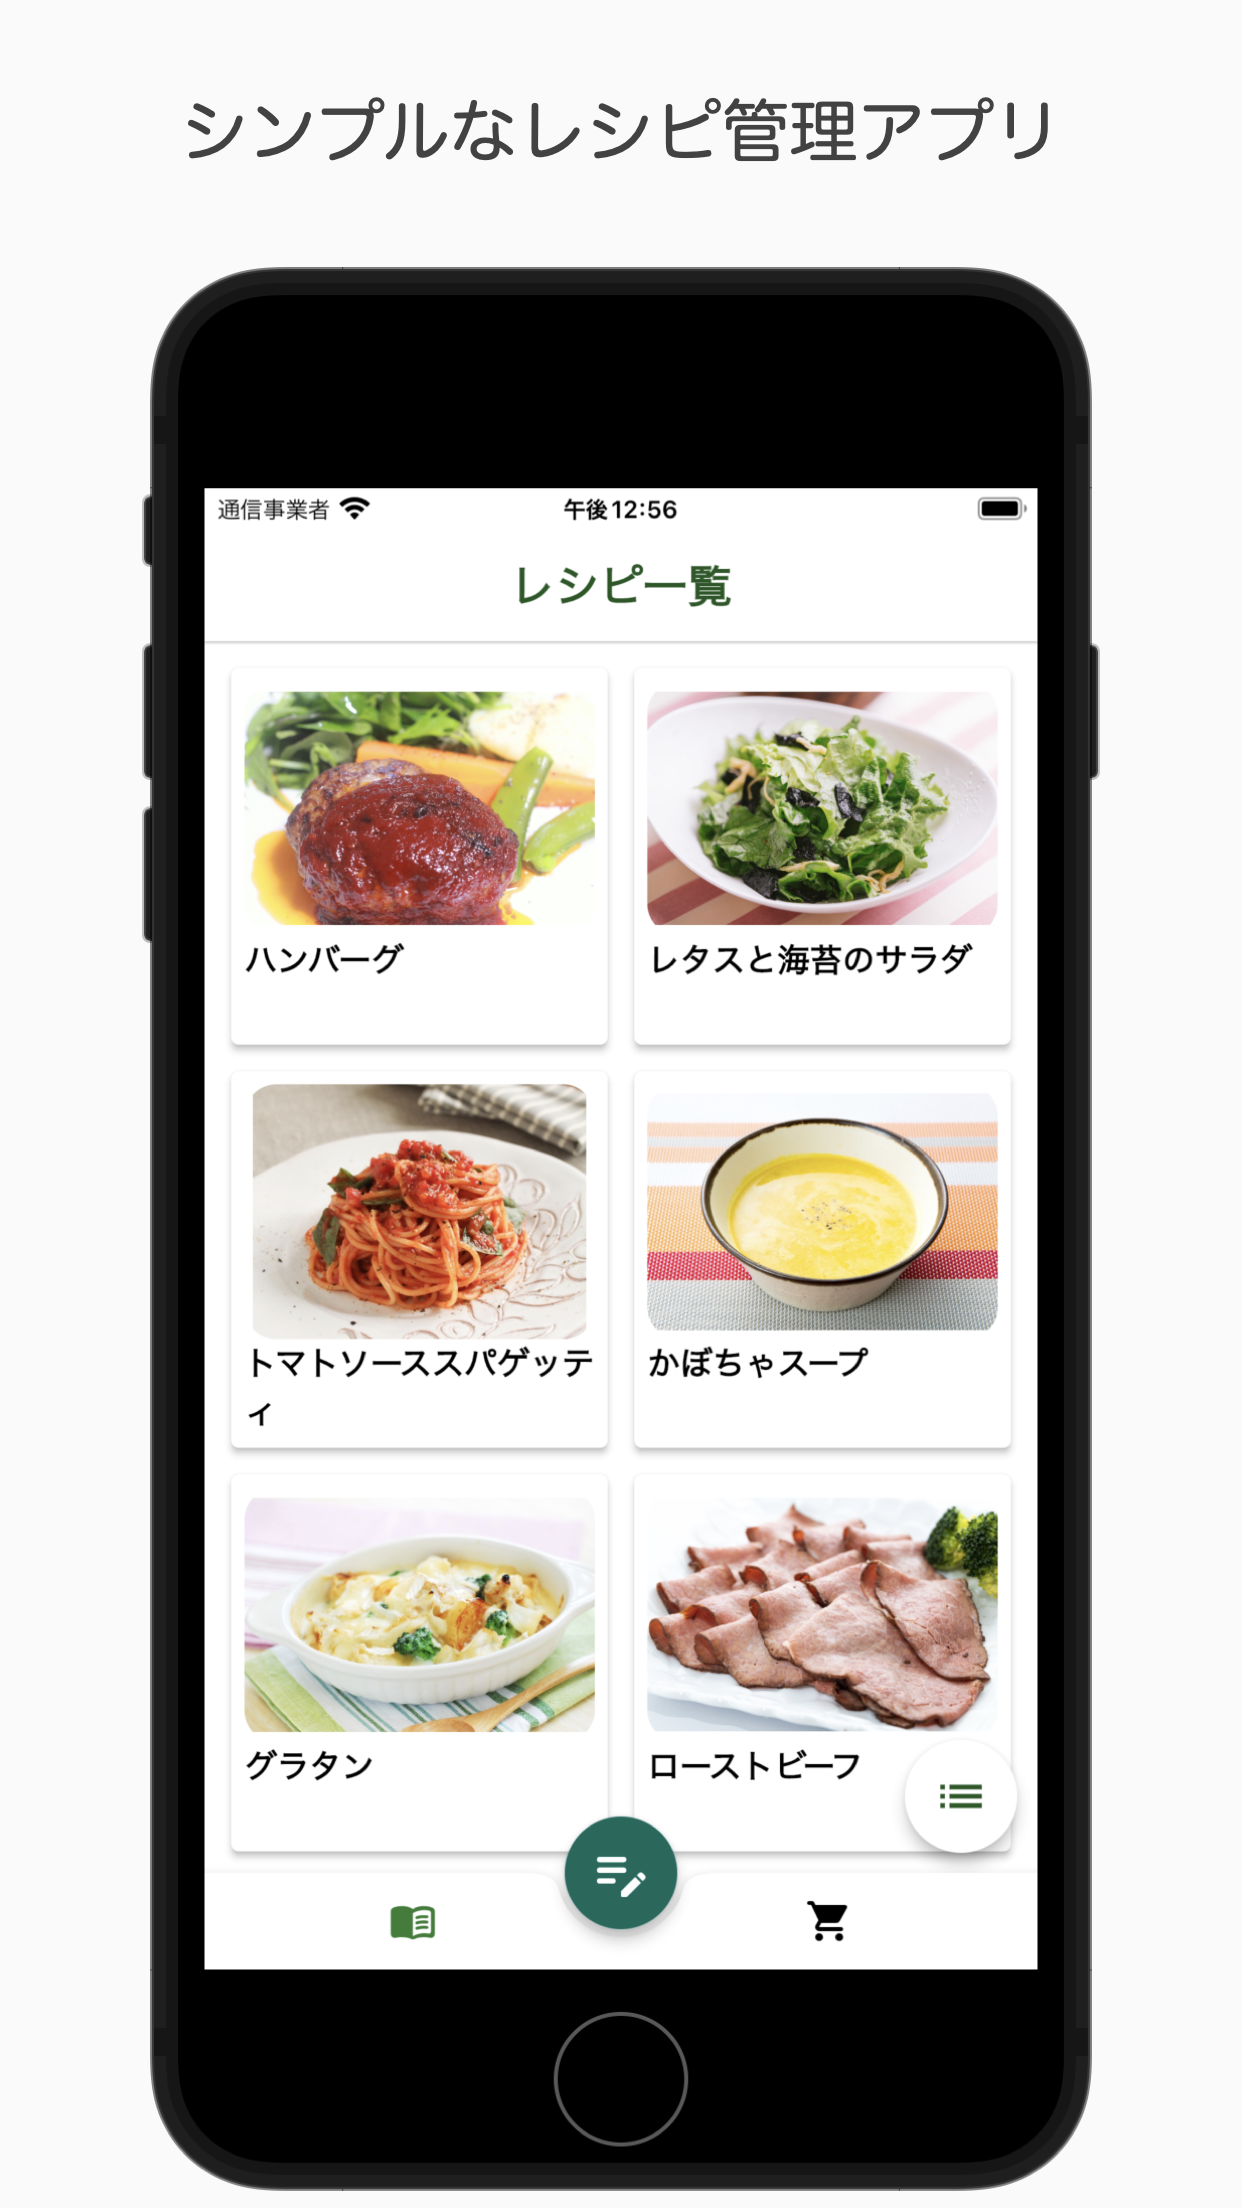 シンプルなレシピ管理アプリ
通信事業者 午後12:56
レシピ一覧
ハンバーグ
レタスと海苔のサラダ
トマトソーススパゲッテ
ィ
かぼちゃスープ
グラタン
ローストビーフ